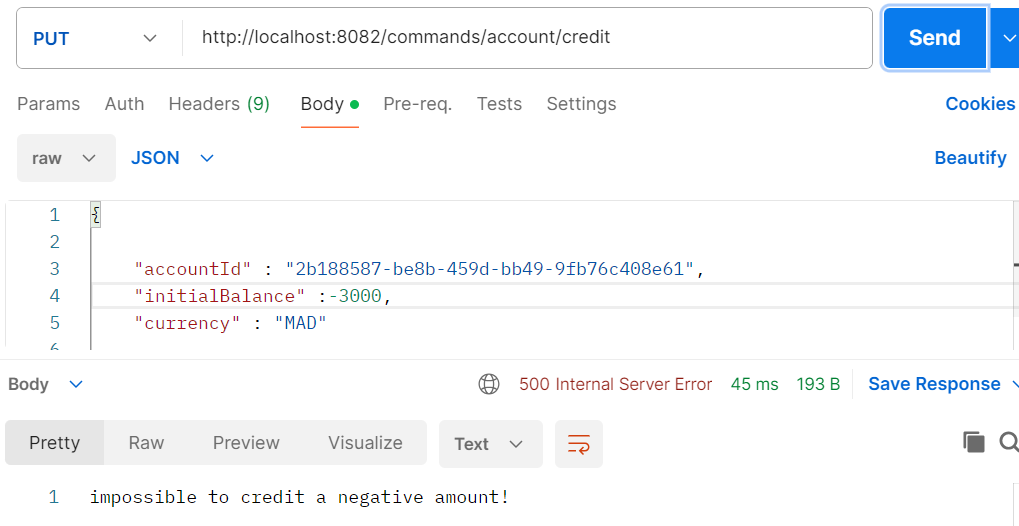 PUT http://localhost:8082/commands/account/credit Send
Params Auth Headers (9) Body Pre-req. Tests Settings Cookies
raw JSON Beautify
1 {
2
3 "accountId" : "2b188587-be8b-459d-bb49-9fb76c408e61",
4 "initialBalance" :-3000,
5 "currency" : "MAD"
6
Body 500 Internal Server Error 45 ms 193 B Save Response
Pretty Raw Preview Visualize Text
1 impossible to credit a negative amount!